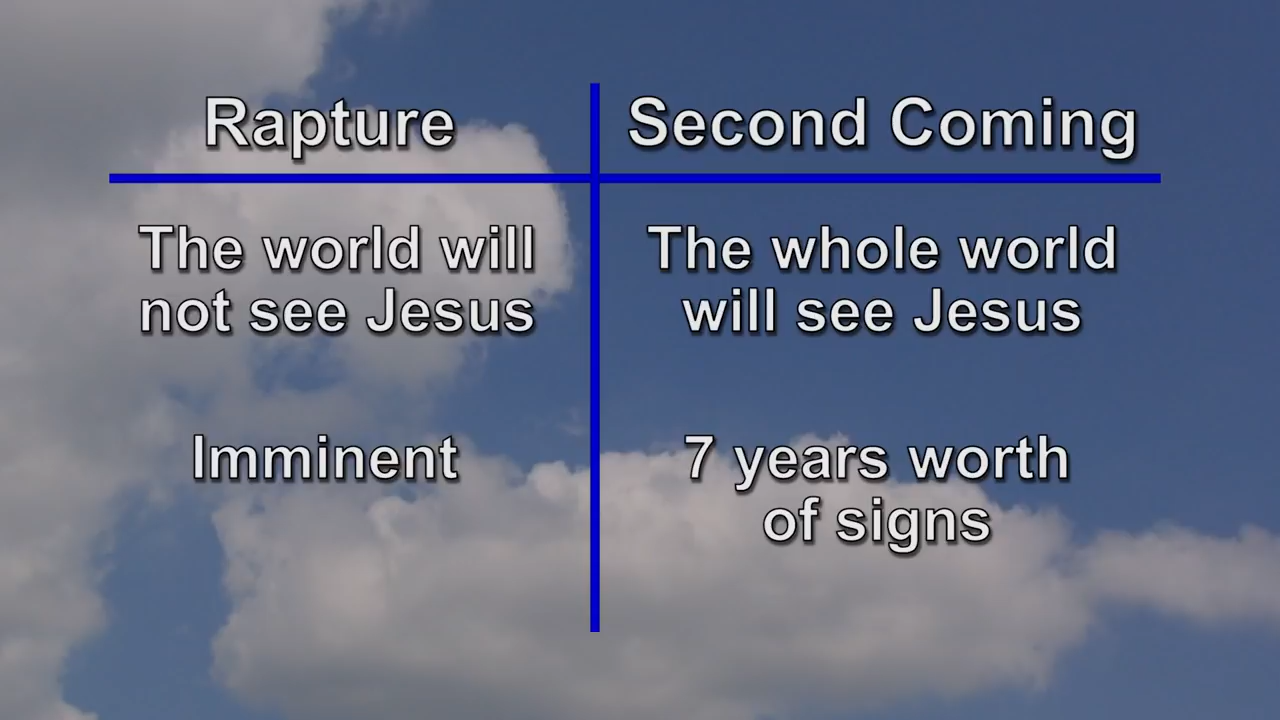 Rapture
Second Coming
The world will
not see Jesus
The whole world
will see Jesus
Imminent
7 years worth
of signs